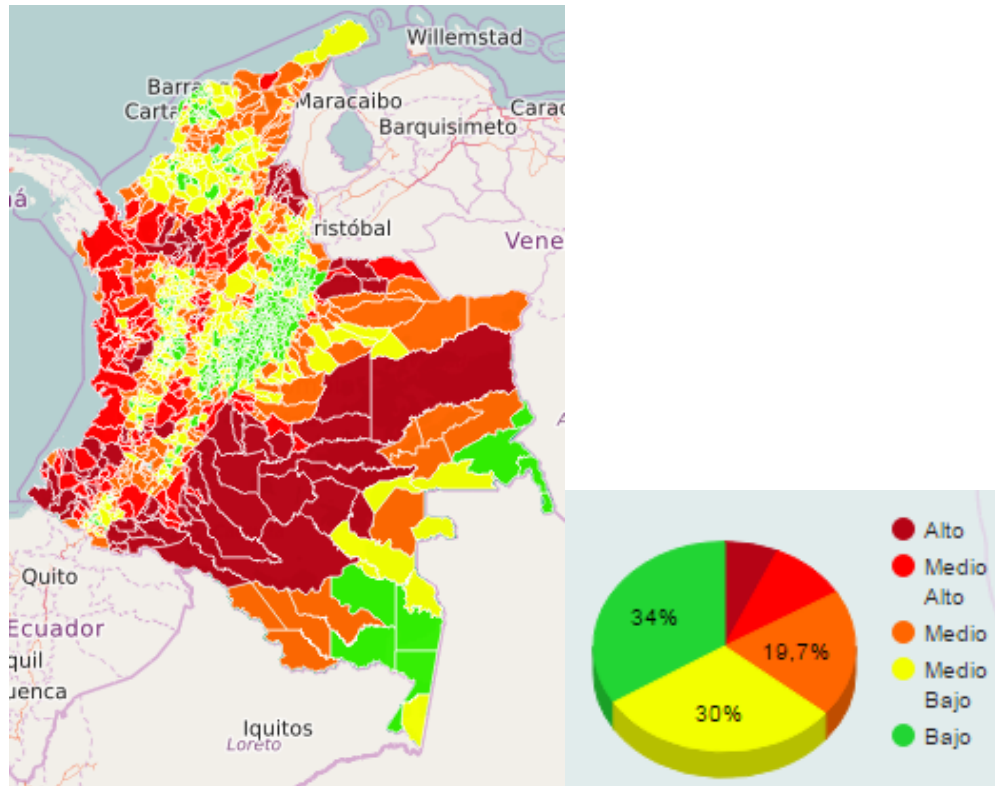 Willemstad
Barra
Carta
Maracaibo
Carac
Barquisimeto
á
ristóbal
Vene
Quito
Ecuador
quil
uenca
Iquitos
Loreto
A
Alto
Medio
Alto
Medio
Medio
Bajo
Bajo
34%
19,7%
30%